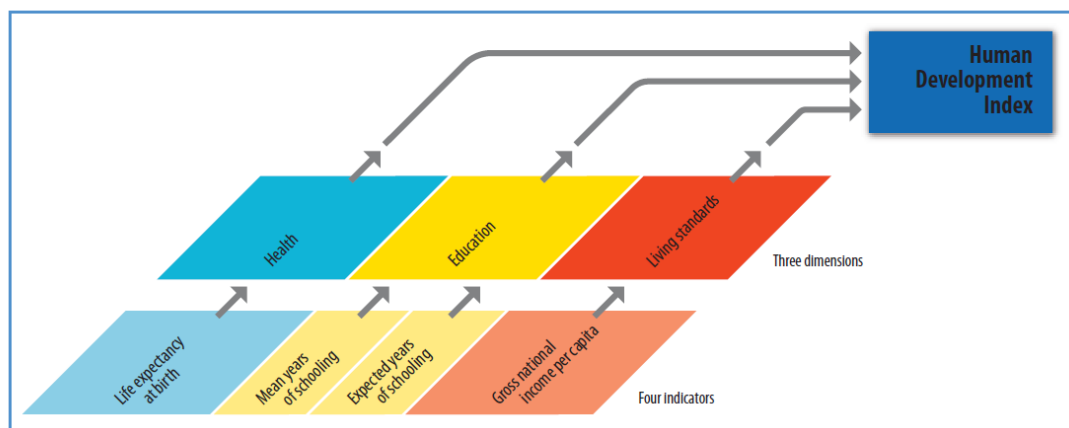 Human
Development
Index
Health
Education
Living standards
Three dimensions
Life expectancy
at birth
Mean years
of schooling
Expected years
of schooling
Gross national
income per capita
Four indicators